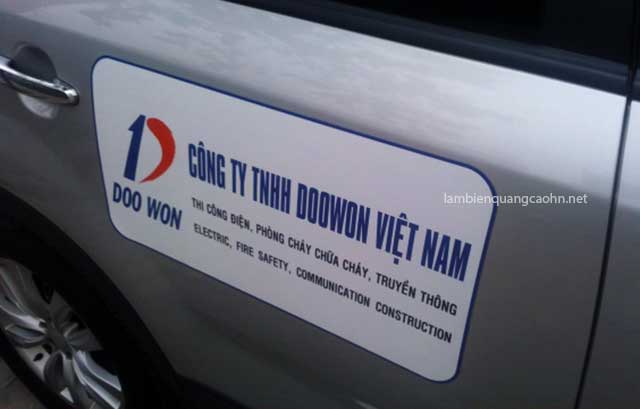 DOO WON
CÔNG TY TNHH DOOWON VIỆT NAM
THI CÔNG ĐIỆN, PHÒNG CHÁY CHỮA CHÁY, TRUYỀN THÔNG
ELECTRIC, FIRE SAFETY, COMMUNICATION CONSTRUCTION
lambienquangcaohn.net